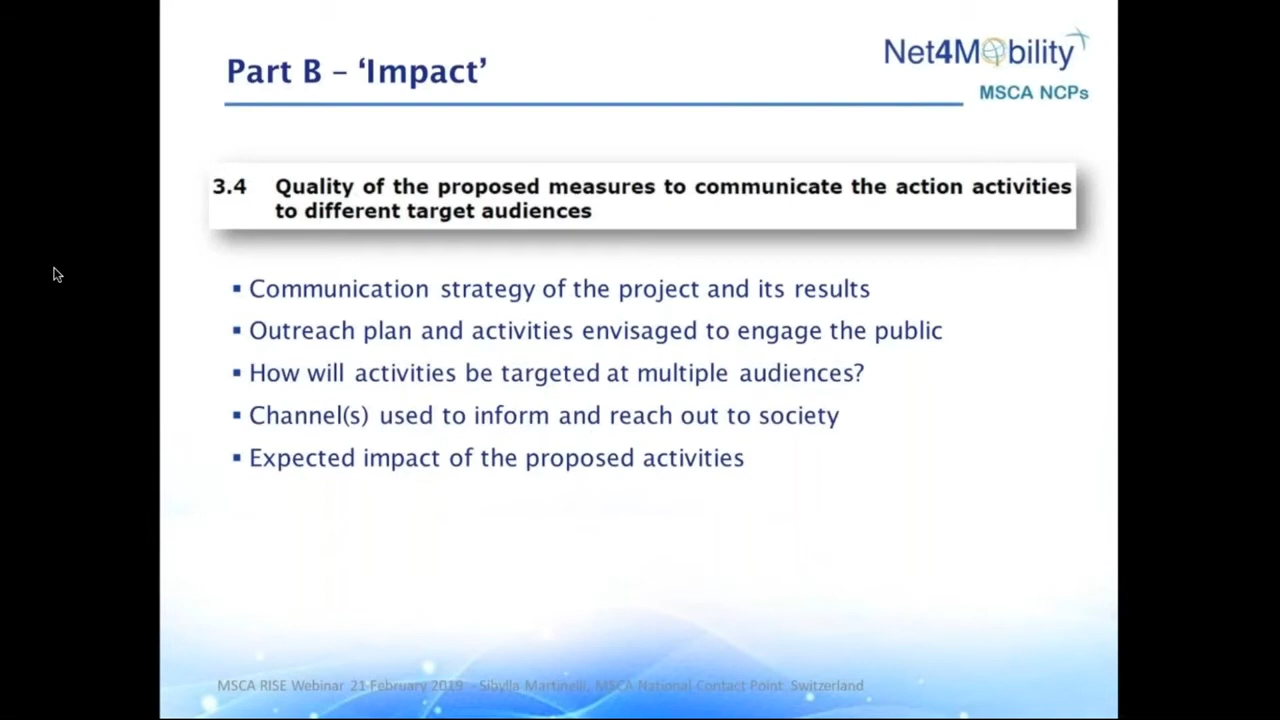 Part B – ‘Impact’
Net4Mobility
MSCA NCPs
3.4 Quality of the proposed measures to communicate the action activities
to different target audiences
▪ Communication strategy of the project and its results
▪ Outreach plan and activities envisaged to engage the public
▪ How will activities be targeted at multiple audiences?
▪ Channel(s) used to inform and reach out to society
▪ Expected impact of the proposed activities
MSCA RISE Webinar 21 February 2019 - Sibylla Martinelli, MSCA National Contact Point Switzerland